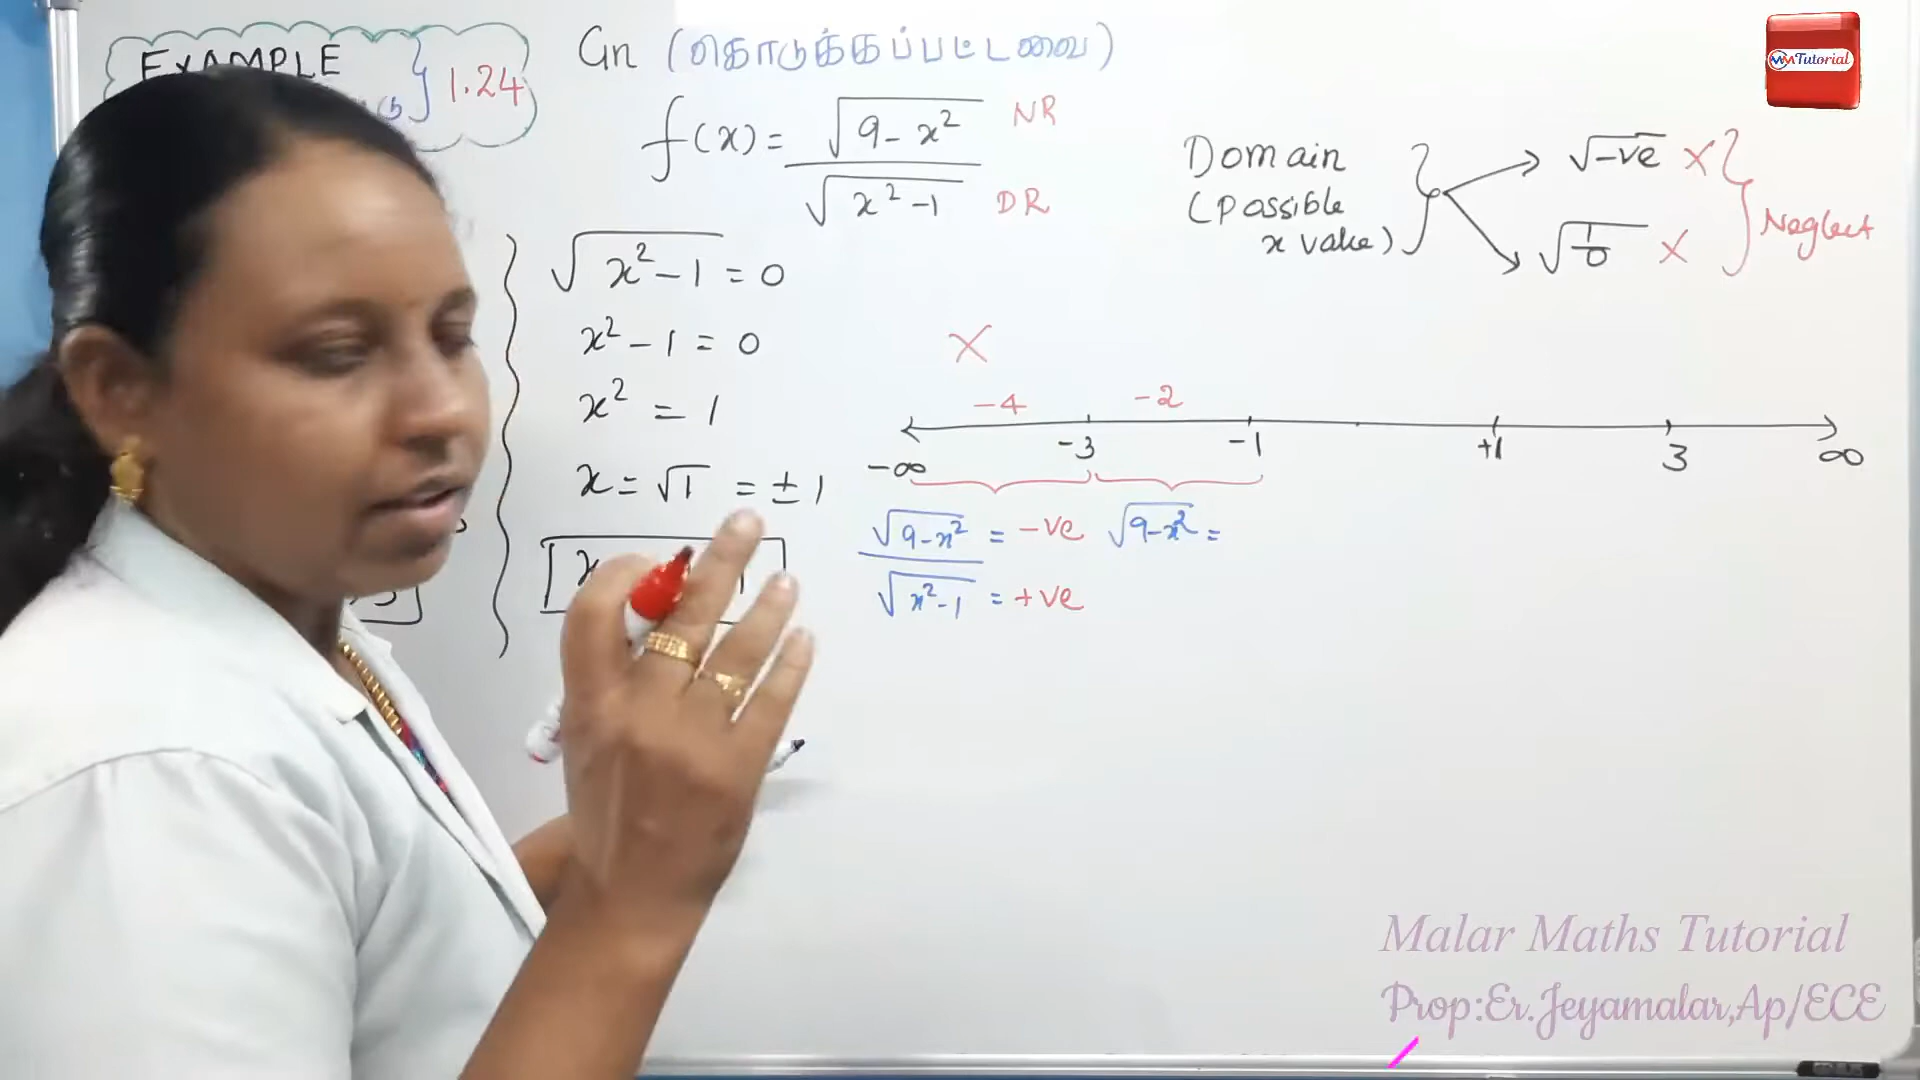 EXAMPLE
1.24
Gn (கொடுக்கப்பட்டவை)
f(x) = √(9-x²) / √(x²-1)
NR
DR
Domain
(possible
x value)
√-ve X
√(1/0) X
Neglect
√(x²-1) = 0
x² - 1 = 0
x² = 1
x = √1 = ± 1
X
-4 -2
-∞ -3 -1 +1 3 ∞
√(9-x²) = -ve √(9-x²) =
√(x²-1) = +ve
MMTutorial
Malar Maths Tutorial
Prop:Er.Jeyamalar,Ap/ECE